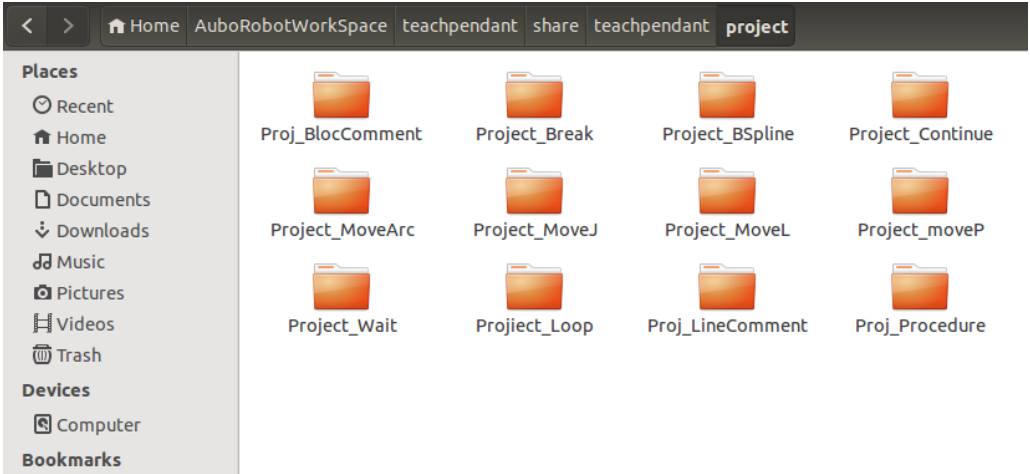 Home AuboRobotWorkSpace teachpendant share teachpendant project
Places
Recent
Home
Desktop
Documents
Downloads
Music
Pictures
Videos
Trash
Devices
Computer
Bookmarks
Proj_BlocComment Project_Break Project_BSpline Project_Continue
Project_MoveArc Project_MoveJ Project_MoveL Project_moveP
Project_Wait Projiect_Loop Proj_LineComment Proj_Procedure